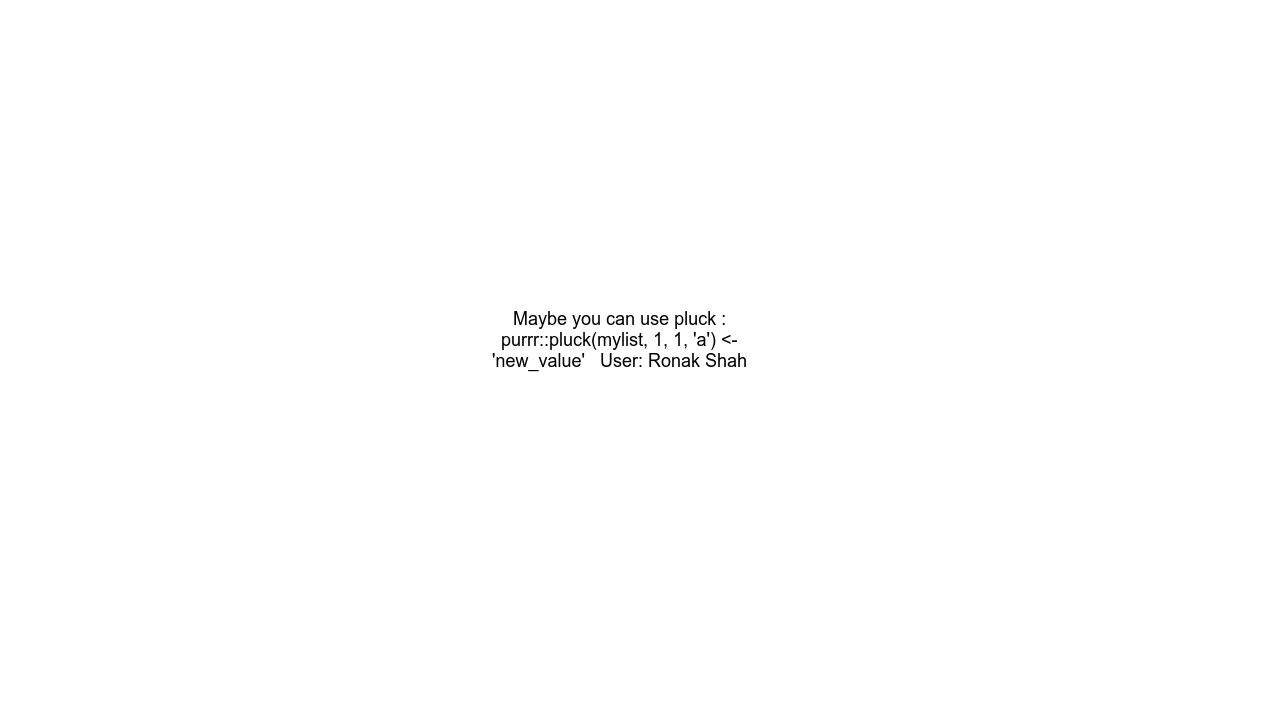 Maybe you can use pluck :
purrr::pluck(mylist, 1, 1, 'a') <-
'new_value'   User: Ronak Shah